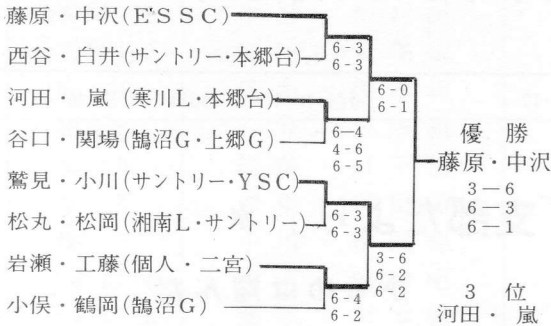 藤原・中沢(E'SSC)
西谷・白井(サントリー・本郷台)
6-3
6-3
河田・嵐(寒川L・本郷台)
谷口・関場(鵠沼G・上郷G)
6-4
4-6
6-5
6-0
6-1
鷲見・小川(サントリー・YSC)
松丸・松岡(湘南L・サントリー)
6-3
6-3
岩瀬・工藤(個人・二宮)
小俣・鶴岡(鵠沼G)
6-4
6-2
3-6
6-2
6-2
優勝
藤原・中沢
3-6
6-3
6-1
3位
河田・嵐